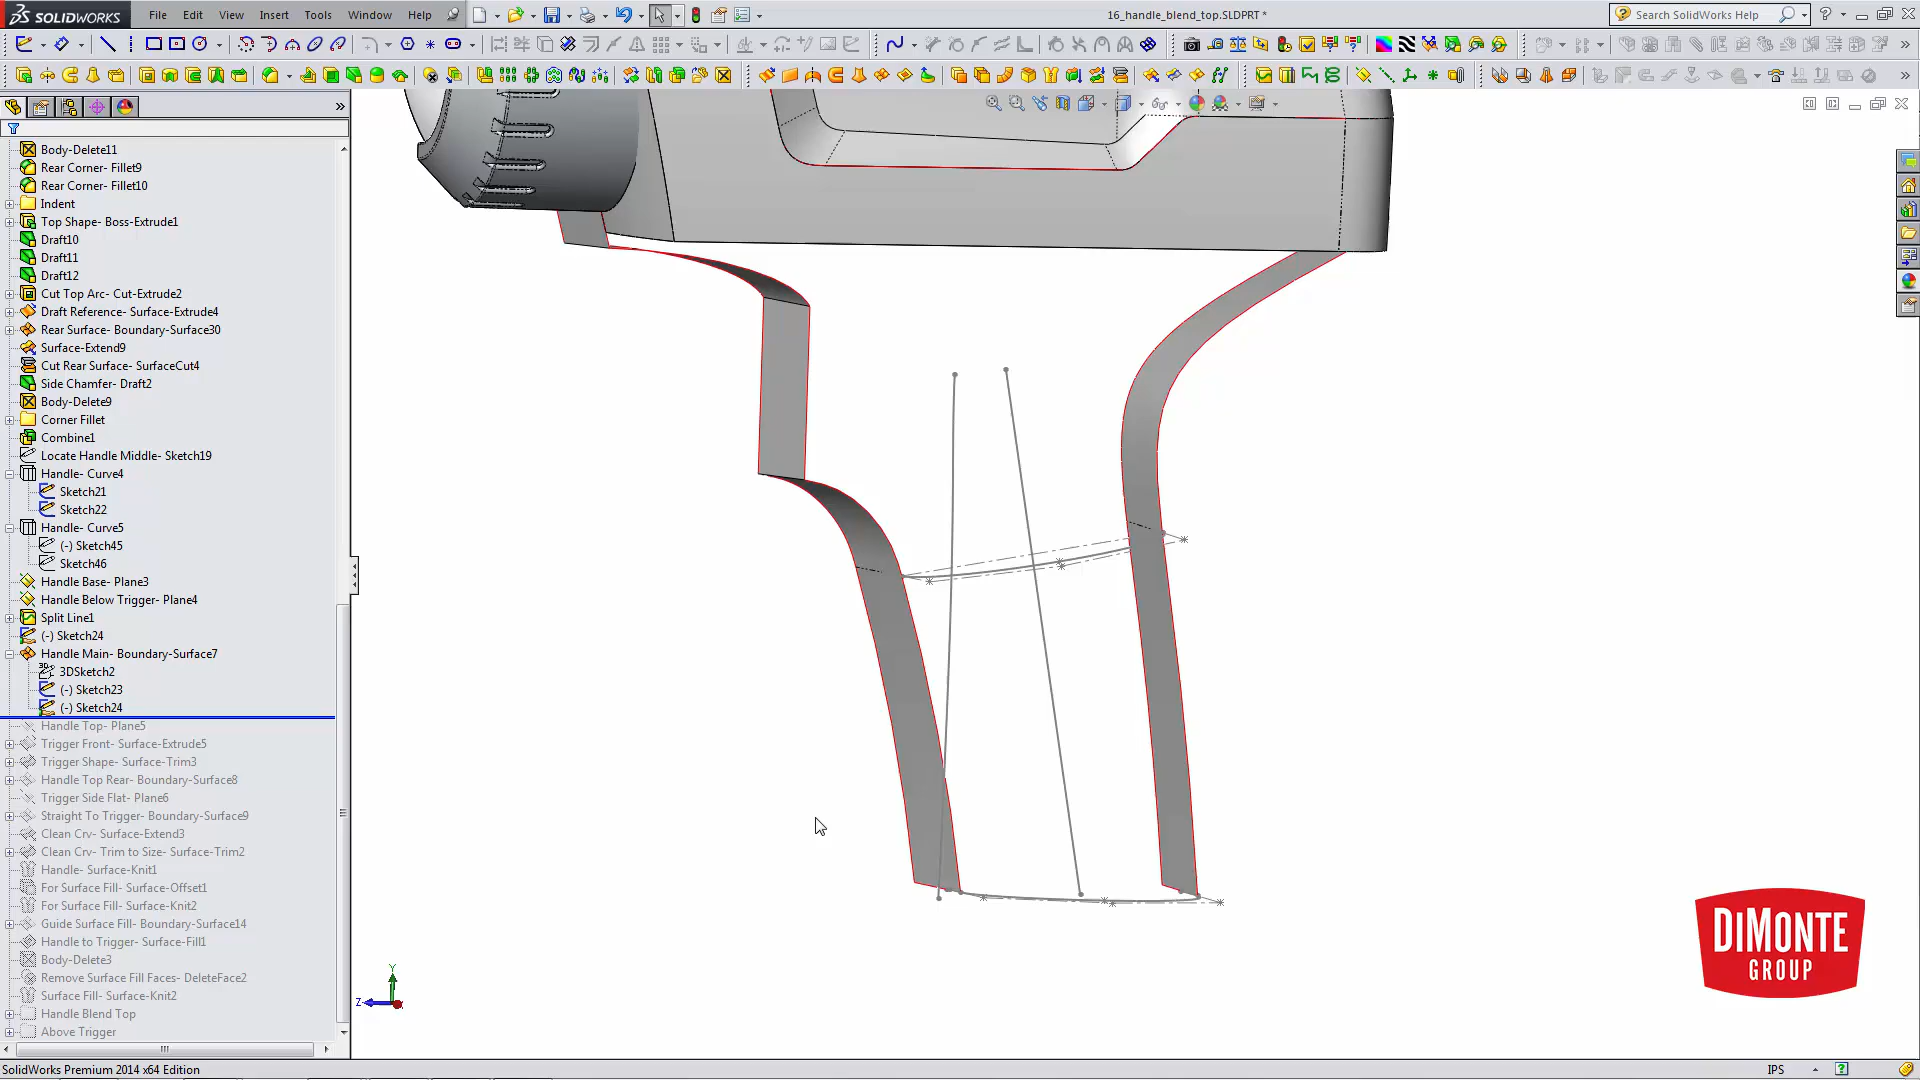 SOLIDWORKS File Edit View Insert Tools Window Help 16_handle_blend_top.SLDPRT * Search SolidWorks Help
Body-Delete11
Rear Corner- Fillet9
Rear Corner- Fillet10
Indent
Top Shape- Boss-Extrude1
Draft10
Draft11
Draft12
Cut Top Arc- Cut-Extrude2
Draft Reference- Surface-Extrude4
Rear Surface- Boundary-Surface30
Surface-Extend9
Cut Rear Surface- SurfaceCut4
Side Chamfer- Draft2
Body-Delete9
Corner Fillet
Combine1
Locate Handle Middle- Sketch19
Handle- Curve4
Sketch21
Sketch22
Handle- Curve5
(-) Sketch45
Sketch46
Handle Base- Plane3
Handle Below Trigger- Plane4
Split Line1
(-) Sketch24
Handle Main- Boundary-Surface7
3DSketch2
(-) Sketch23
(-) Sketch24
Handle Top- Plane5
Trigger Front- Surface-Extrude5
Trigger Shape- Surface-Trim3
Handle Top Rear- Boundary-Surface8
Trigger Side Flat- Plane6
Straight To Trigger- Boundary-Surface9
Clean Crv- Surface-Extend3
Clean Crv- Trim to Size- Surface-Trim2
Handle- Surface-Knit1
For Surface Fill- Surface-Offset1
For Surface Fill- Surface-Knit2
Guide Surface Fill- Boundary-Surface14
Handle to Trigger- Surface-Fill1
Body-Delete3
Remove Surface Fill Faces- DeleteFace2
Surface Fill- Surface-Knit2
Handle Blend Top
Above Trigger
Y
Z
DIMONTE
GROUP
SolidWorks Premium 2014 x64 Edition IPS